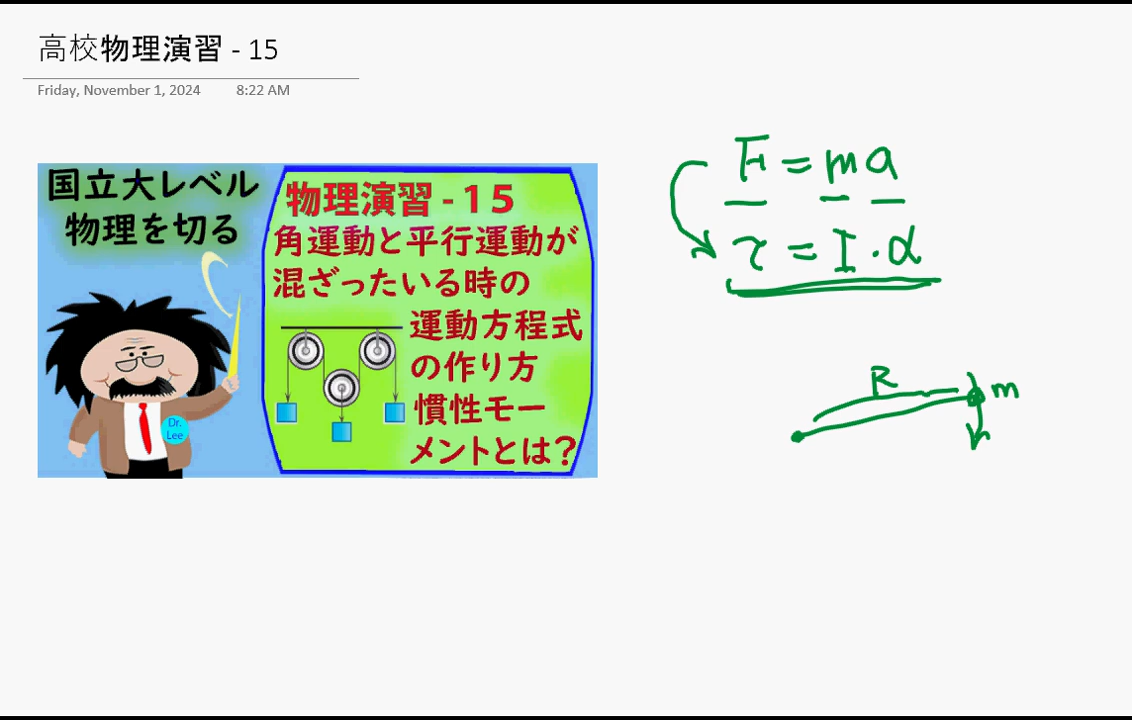 高校物理演習 - 15
Friday, November 1, 2024 8:22 AM
国立大レベル
物理を切る
Dr.
Lee
物理演習 - 15
角運動と平行運動が
混ざったいる時の
運動方程式
の作り方
慣性モー
メントとは?
F = ma
τ = I・α
R
m